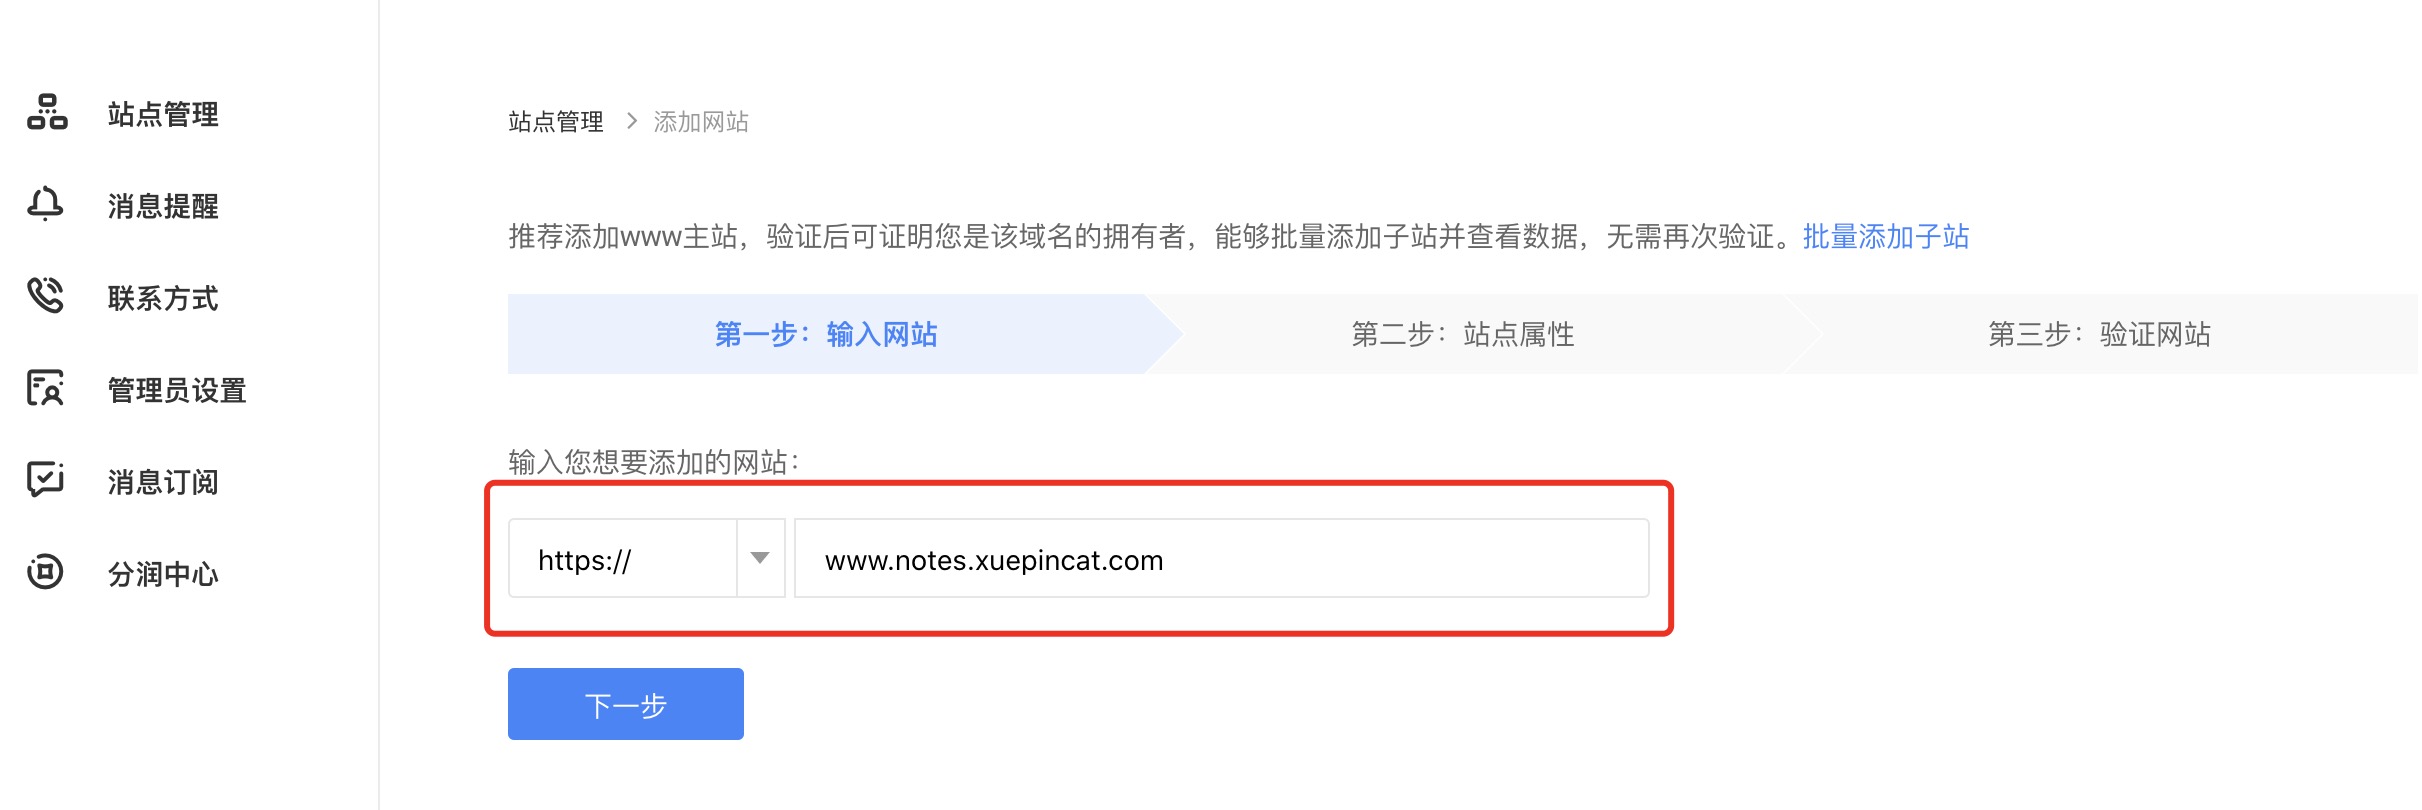 站点管理
消息提醒
联系方式
管理员设置
消息订阅
分润中心
站点管理 > 添加网站
推荐添加www主站，验证后可证明您是该域名的拥有者，能够批量添加子站并查看数据，无需再次验证。批量添加子站
第一步：输入网站 第二步：站点属性 第三步：验证网站
输入您想要添加的网站：
https:// www.notes.xuepincat.com
下一步